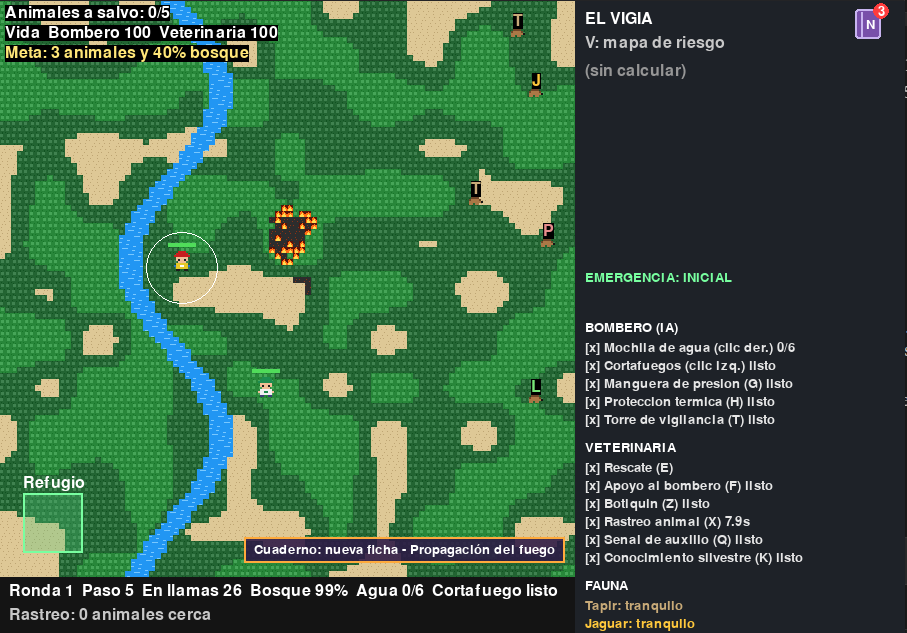 Animales a salvo: 0/5
Vida Bombero 100 Veterinaria 100
Meta: 3 animales y 40% bosque
T
J
T
P
L
Refugio
Cuaderno: nueva ficha - Propagación del fuego
Ronda 1 Paso 5 En llamas 26 Bosque 99% Agua 0/6 Cortafuego listo
Rastreo: 0 animales cerca
EL VIGIA
N
3
V: mapa de riesgo
(sin calcular)
EMERGENCIA: INICIAL
BOMBERO (IA)
[x] Mochila de agua (clic der.) 0/6
[x] Cortafuegos (clic izq.) listo
[x] Manguera de presion (G) listo
[x] Proteccion termica (H) listo
[x] Torre de vigilancia (T) listo
VETERINARIA
[x] Rescate (E)
[x] Apoyo al bombero (F) listo
[x] Botiquin (Z) listo
[x] Rastreo animal (X) 7.9s
[x] Senal de auxilio (Q) listo
[x] Conocimiento silvestre (K) listo
FAUNA
Tapir: tranquilo
Jaguar: tranquilo